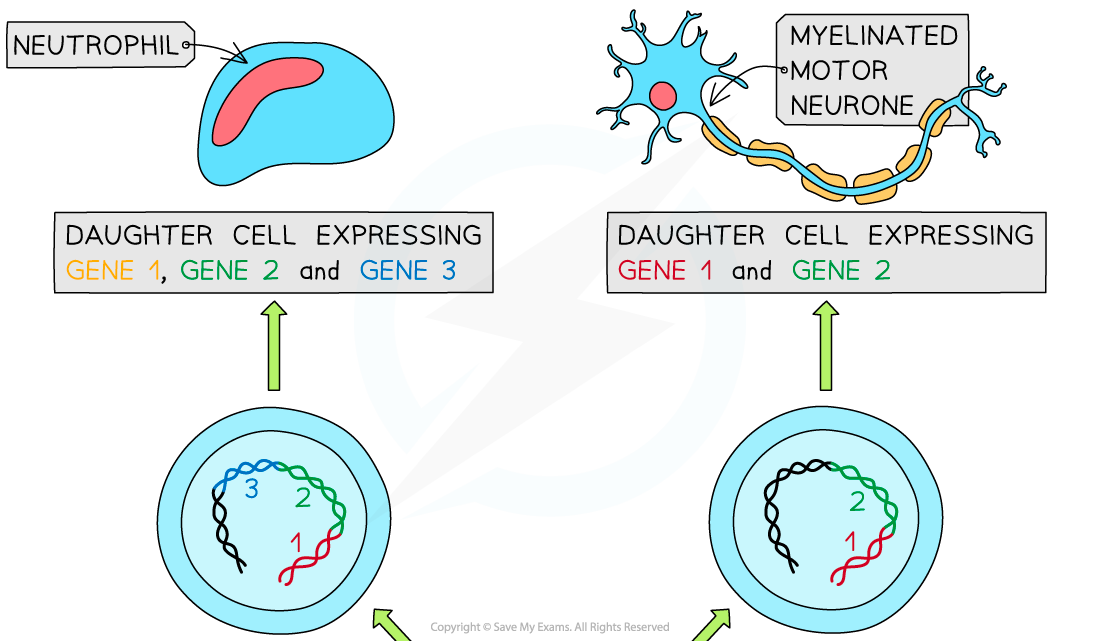 NEUTROPHIL
MYELINATED
MOTOR
NEURONE
DAUGHTER CELL EXPRESSING
GENE 1, GENE 2 and GENE 3
DAUGHTER CELL EXPRESSING
GENE 1 and GENE 2
3
2
1
2
1
Copyright © Save My Exams. All Rights Reserved